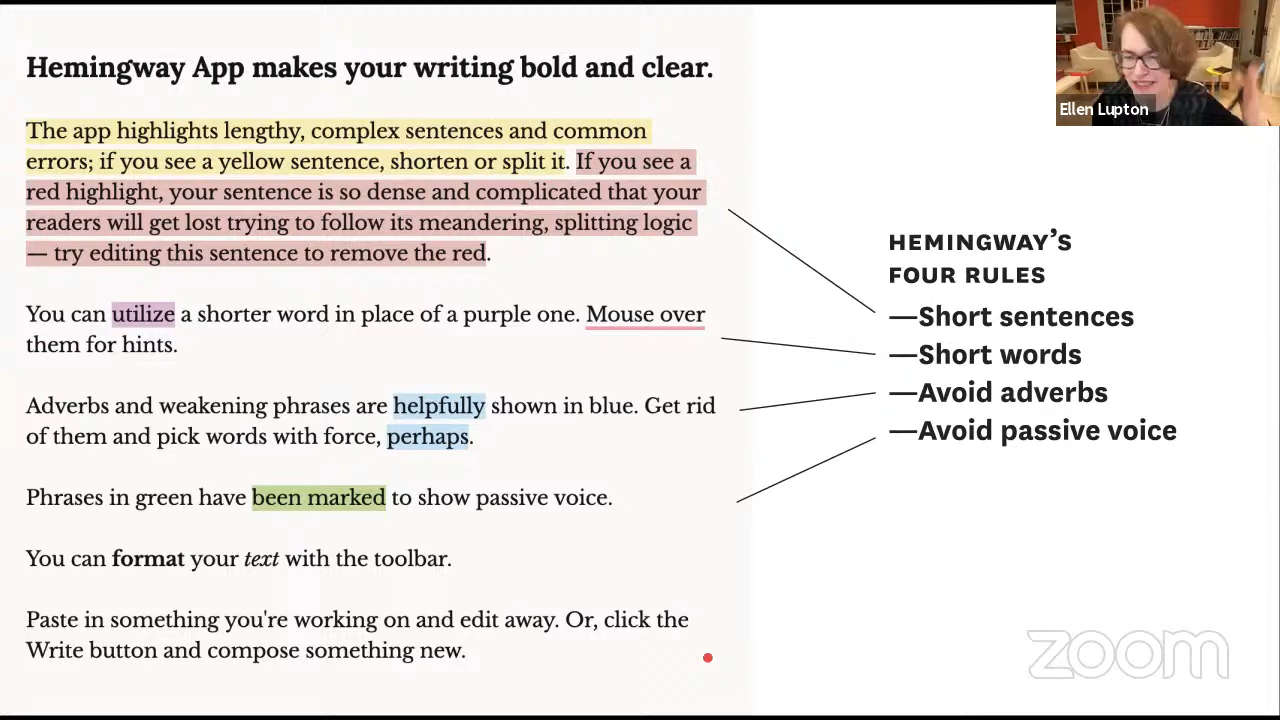 Hemingway App makes your writing bold and clear.
The app highlights lengthy, complex sentences and common
errors; if you see a yellow sentence, shorten or split it. If you see a
red highlight, your sentence is so dense and complicated that your
readers will get lost trying to follow its meandering, splitting logic
— try editing this sentence to remove the red.
You can utilize a shorter word in place of a purple one. Mouse over
them for hints.
Adverbs and weakening phrases are helpfully shown in blue. Get rid
of them and pick words with force, perhaps.
Phrases in green have been marked to show passive voice.
You can format your text with the toolbar.
Paste in something you're working on and edit away. Or, click the
Write button and compose something new.
HEMINGWAY’S
FOUR RULES
—Short sentences
—Short words
—Avoid adverbs
—Avoid passive voice
Ellen Lupton
zoom